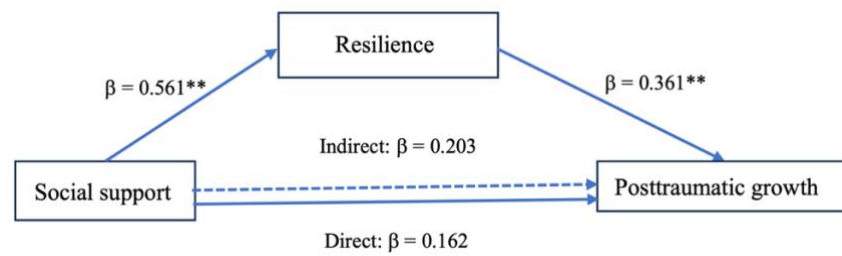 Resilience
β = 0.561**
β = 0.361**
Indirect: β = 0.203
Social support
Posttraumatic growth
Direct: β = 0.162